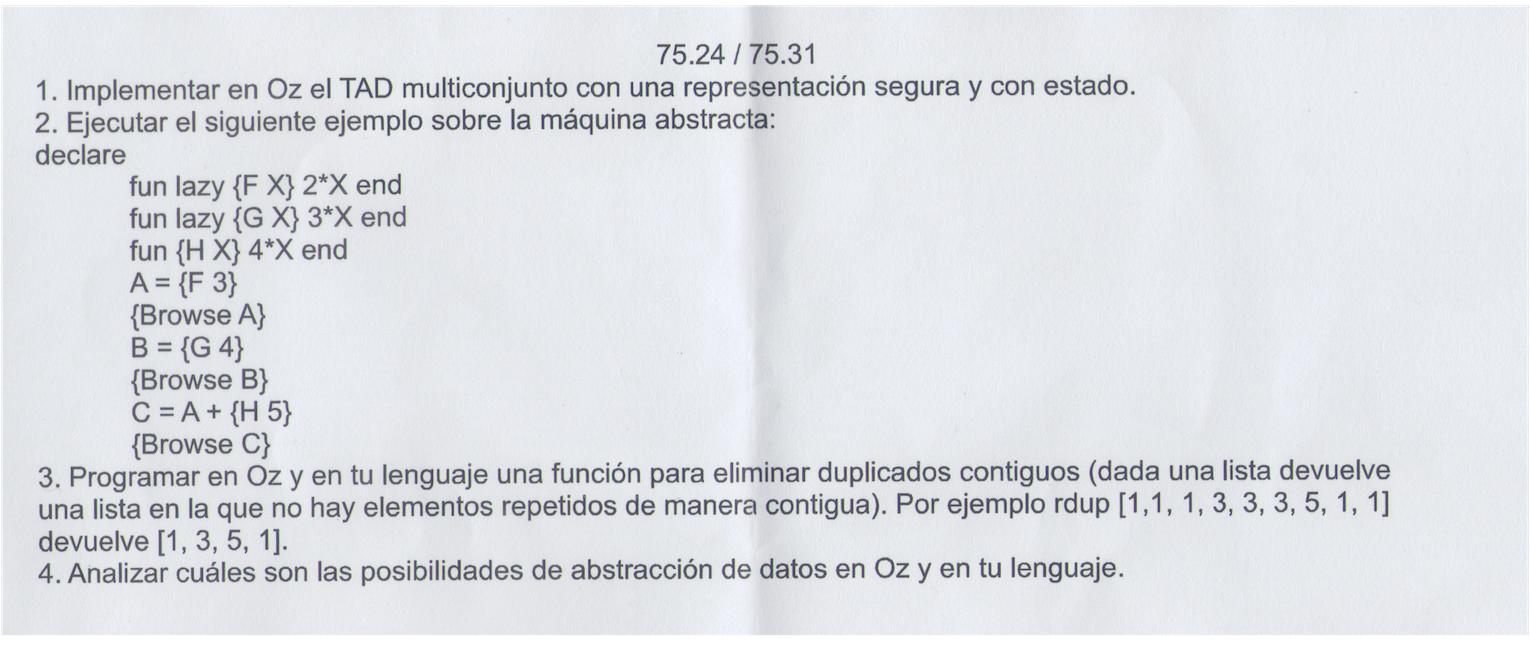 75.24 / 75.31
1. Implementar en Oz el TAD multiconjunto con una representación segura y con estado.
2. Ejecutar el siguiente ejemplo sobre la máquina abstracta:
declare
fun lazy {F X} 2*X end
fun lazy {G X} 3*X end
fun {H X} 4*X end
A = {F 3}
{Browse A}
B = {G 4}
{Browse B}
C = A + {H 5}
{Browse C}
3. Programar en Oz y en tu lenguaje una función para eliminar duplicados contiguos (dada una lista devuelve
una lista en la que no hay elementos repetidos de manera contigua). Por ejemplo rdup [1,1, 1, 3, 3, 3, 5, 1, 1]
devuelve [1, 3, 5, 1].
4. Analizar cuáles son las posibilidades de abstracción de datos en Oz y en tu lenguaje.